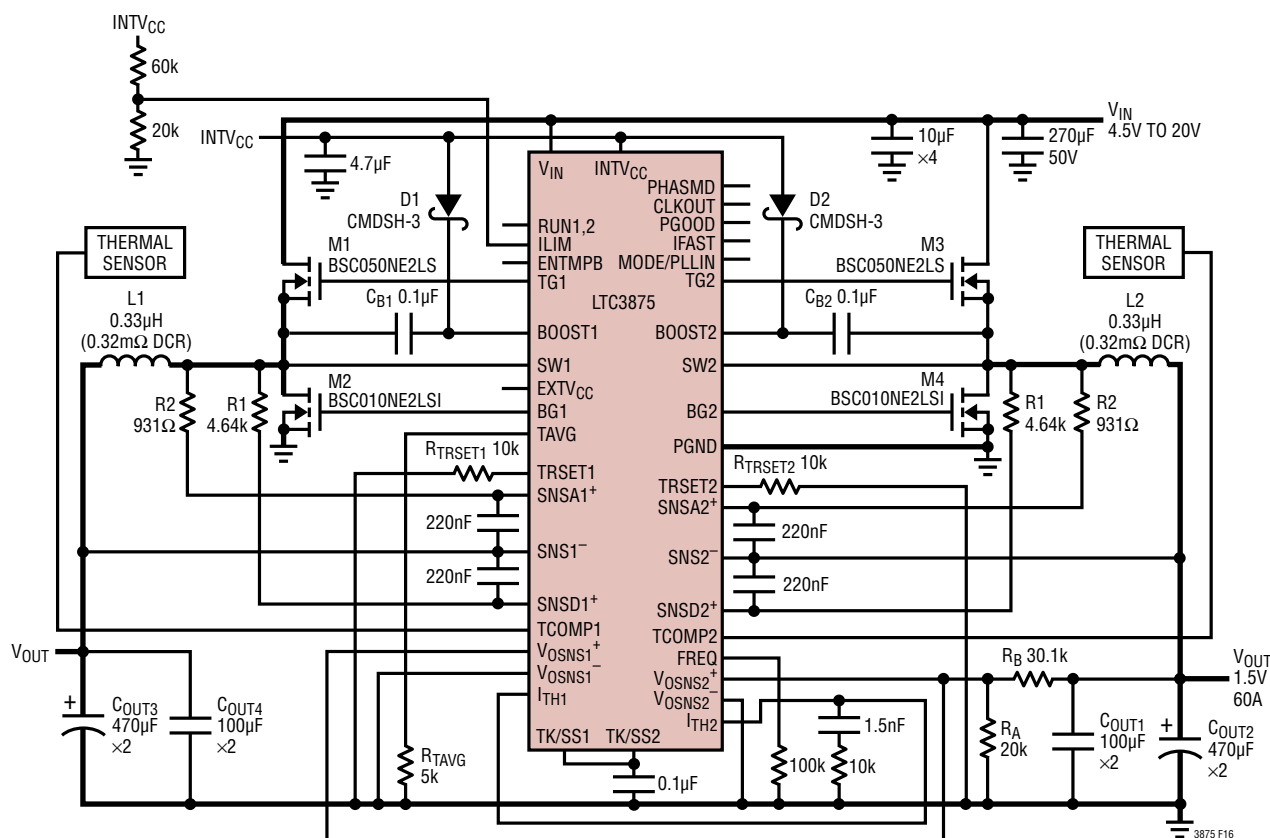 INTVCC
60k
20k
INTVCC
4.7µF
D1
CMDSH-3
VIN
INTVCC
10µF
×4
270µF
50V
VIN
4.5V TO 20V
D2
CMDSH-3
THERMAL
SENSOR
M1
BSC050NE2LS
CB1 0.1µF
L1
0.33µH
(0.32mΩ DCR)
R2
931Ω
R1
4.64k
M2
BSC010NE2LSI
RTRSET1 10k
220nF
220nF
RUN1,2
ILIM
ENTMPB
TG1
LTC3875
BOOST1
SW1
EXTVCC
BG1
TAVG
TRSET1
SNSA1+
SNS1–
SNSD1+
TCOMP1
VOSNS1+
VOSNS1–
ITH1
TK/SS1
TK/SS2
PHASMD
CLKOUT
PGOOD
IFAST
MODE/PLLIN
TG2
BOOST2
SW2
BG2
PGND
TRSET2
SNSA2+
SNS2–
SNSD2+
TCOMP2
FREQ
VOSNS2+
VOSNS2–
ITH2
M3
BSC050NE2LS
CB2 0.1µF
THERMAL
SENSOR
L2
0.33µH
(0.32mΩ DCR)
M4
BSC010NE2LSI
R1
4.64k
R2
931Ω
RTRSET2 10k
220nF
220nF
VOUT
COUT3
470µF
×2
COUT4
100µF
×2
RTAVG
5k
0.1µF
100k
1.5nF
10k
RB 30.1k
RA
20k
COUT1
100µF
×2
COUT2
470µF
×2
VOUT
1.5V
60A
3875 F16